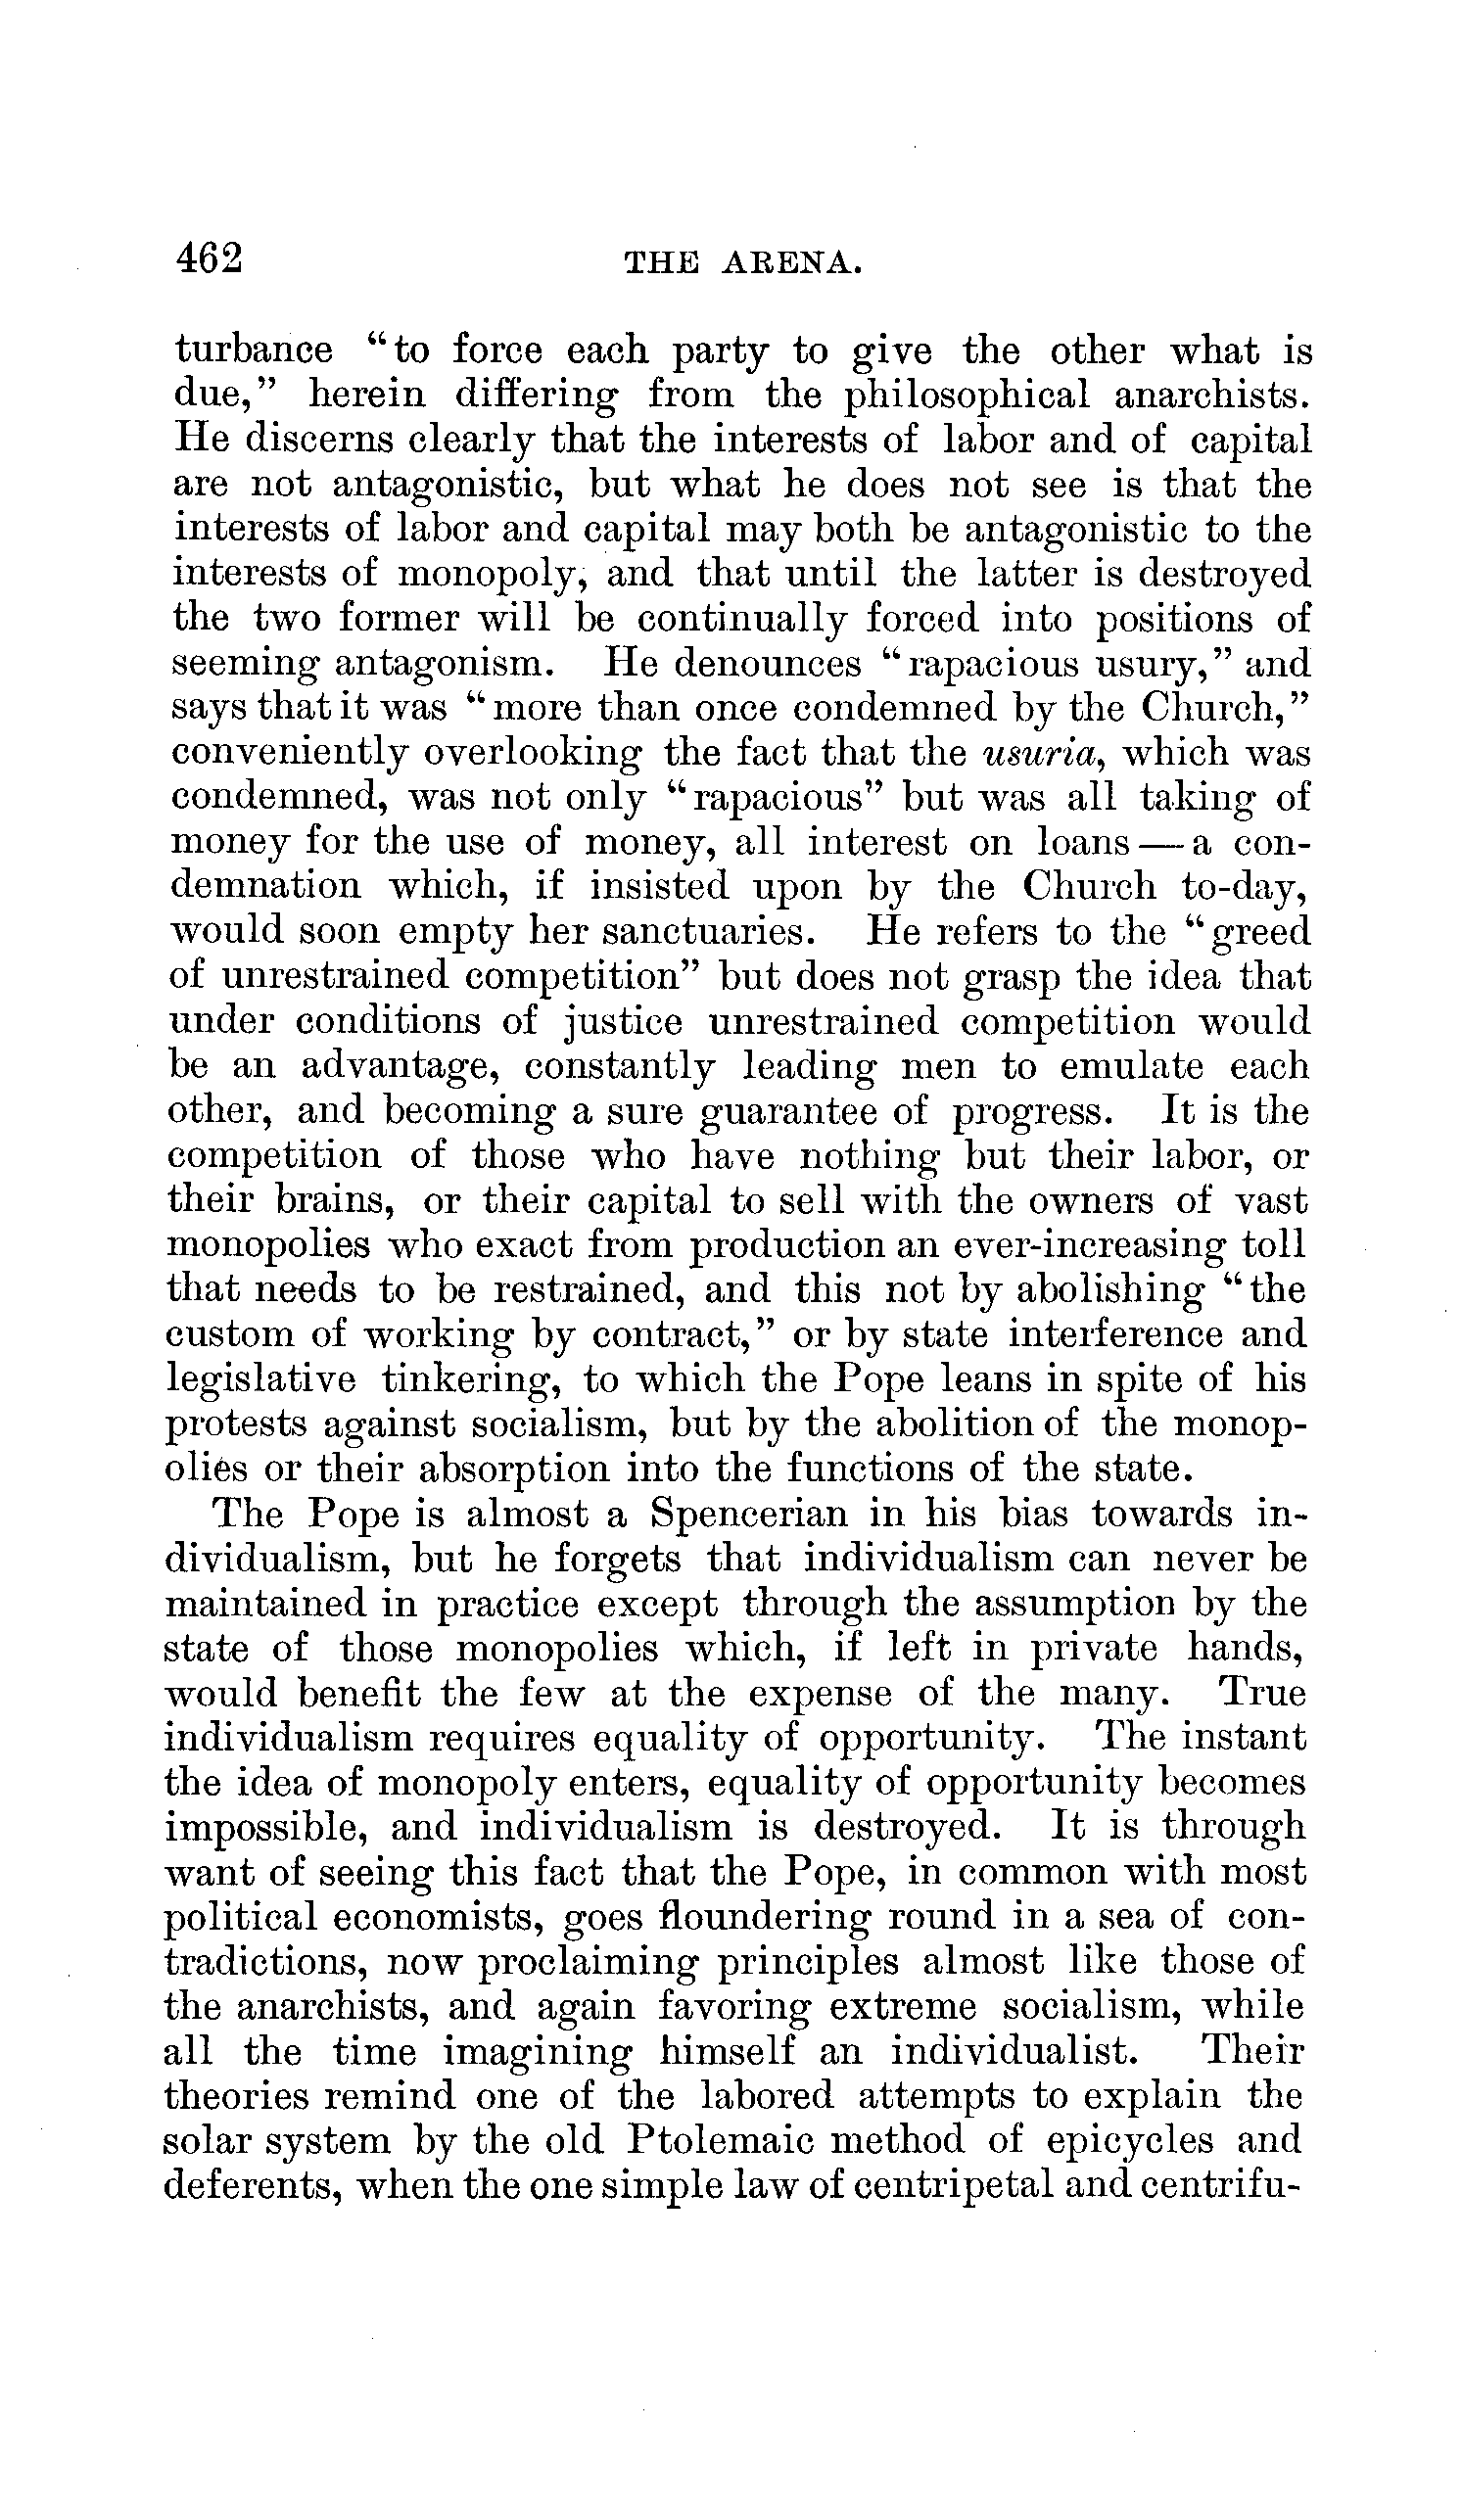 462 THE ARENA.
turbance “to force each party to give the other what is
due,” herein differing from the philosophical anarchists.
He discerns clearly that the interests of labor and of capital
are not antagonistic, but what he does not see is that the
interests of labor and capital may both be antagonistic to the
interests of monopoly, and that until the latter is destroyed
the two former will be continually forced into positions of
seeming antagonism. He denounces “rapacious usury,” and
says that it was “more than once condemned by the Church,”
conveniently overlooking the fact that the usuria, which was
condemned, was not only “rapacious” but was all taking of
money for the use of money, all interest on loans — a con-
demnation which, if insisted upon by the Church to-day,
would soon empty her sanctuaries. He refers to the “greed
of unrestrained competition” but does not grasp the idea that
under conditions of justice unrestrained competition would
be an advantage, constantly leading men to emulate each
other, and becoming a sure guarantee of progress. It is the
competition of those who have nothing but their labor, or
their brains, or their capital to sell with the owners of vast
monopolies who exact from production an ever-increasing toll
that needs to be restrained, and this not by abolishing “the
custom of working by contract,” or by state interference and
legislative tinkering, to which the Pope leans in spite of his
protests against socialism, but by the abolition of the monop-
olies or their absorption into the functions of the state.
The Pope is almost a Spencerian in his bias towards in-
dividualism, but he forgets that individualism can never be
maintained in practice except through the assumption by the
state of those monopolies which, if left in private hands,
would benefit the few at the expense of the many. True
individualism requires equality of opportunity. The instant
the idea of monopoly enters, equality of opportunity becomes
impossible, and individualism is destroyed. It is through
want of seeing this fact that the Pope, in common with most
political economists, goes floundering round in a sea of con-
tradictions, now proclaiming principles almost like those of
the anarchists, and again favoring extreme socialism, while
all the time imagining himself an individualist. Their
theories remind one of the labored attempts to explain the
solar system by the old Ptolemaic method of epicycles and
deferents, when the one simple law of centripetal and centrifu-